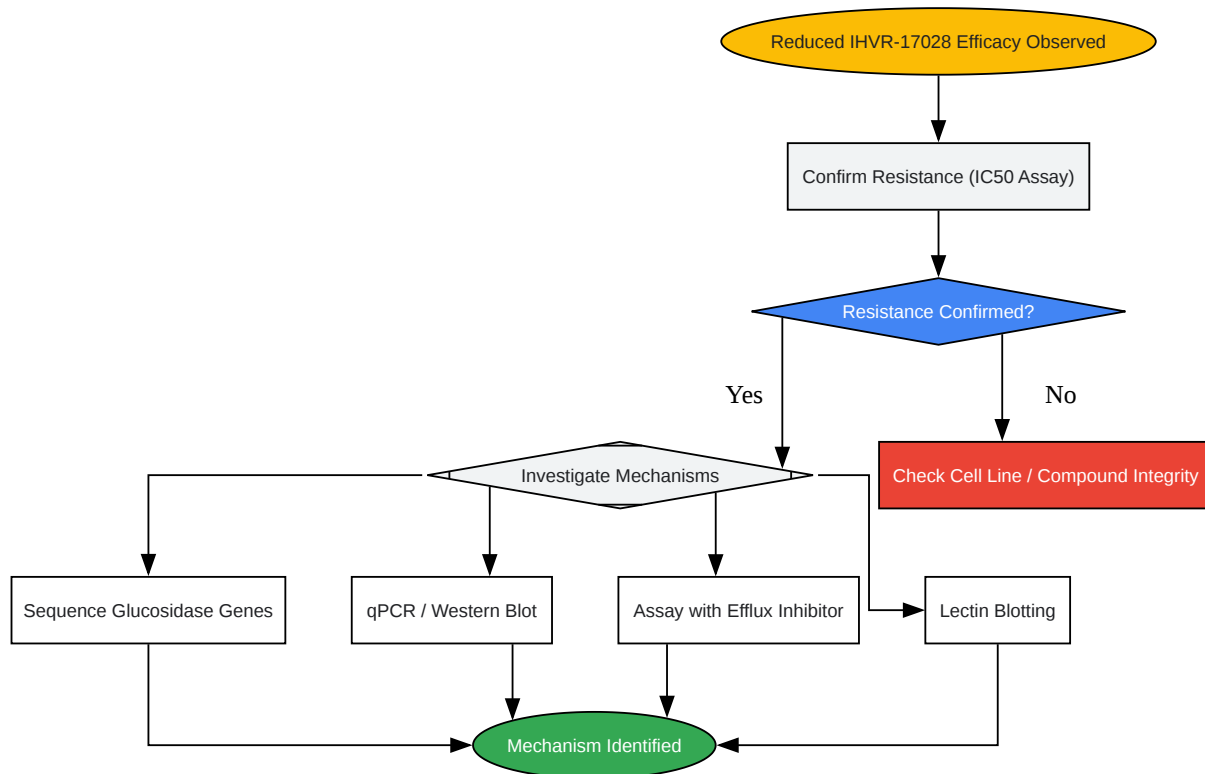 Reduced IHVR-17028 Efficacy Observed
Confirm Resistance (IC50 Assay)
Resistance Confirmed?
Yes
No
Investigate Mechanisms
Check Cell Line / Compound Integrity
Sequence Glucosidase Genes
qPCR / Western Blot
Assay with Efflux Inhibitor
Lectin Blotting
Mechanism Identified